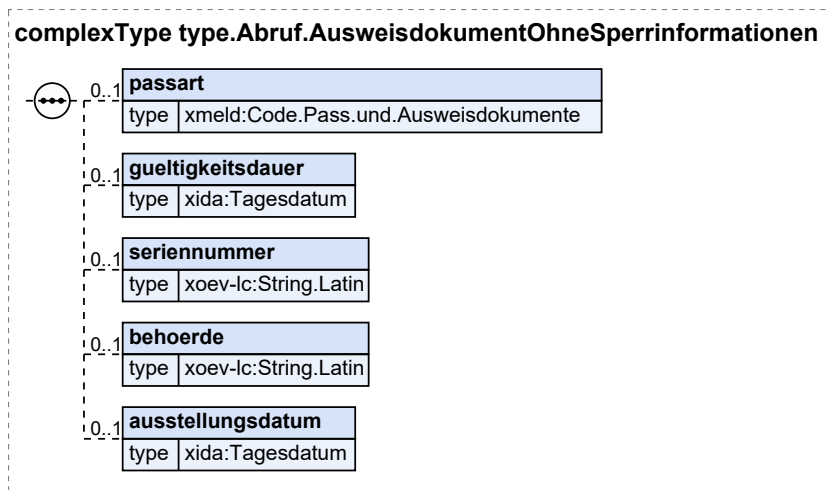 complexType type.Abruf.AusweisdokumentOhneSperrinformationen
0..1 passart
type xmeld:Code.Pass.und.Ausweisdokumente
0..1 gueltigkeitsdauer
type xida:Tagesdatum
0..1 seriennummer
type xoev-lc:String.Latin
0..1 behoerde
type xoev-lc:String.Latin
0..1 ausstellungsdatum
type xida:Tagesdatum